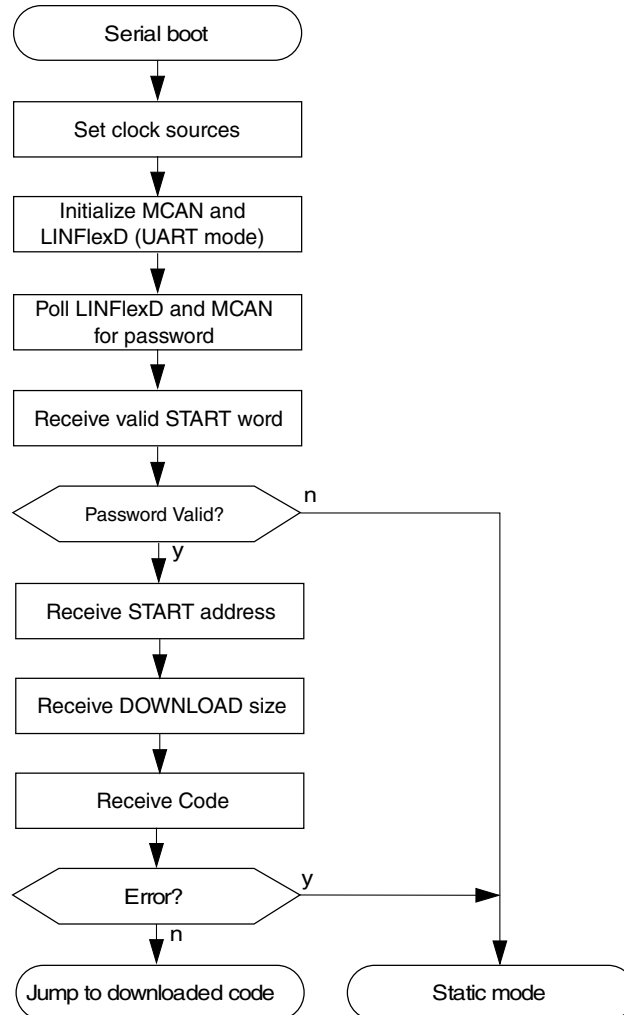 Serial boot
Set clock sources
Initialize MCAN and
LINFlexD (UART mode)
Poll LINFlexD and MCAN
for password
Receive valid START word
Password Valid?
n
y
Receive START address
Receive DOWNLOAD size
Receive Code
Error?
y
n
Jump to downloaded code
Static mode